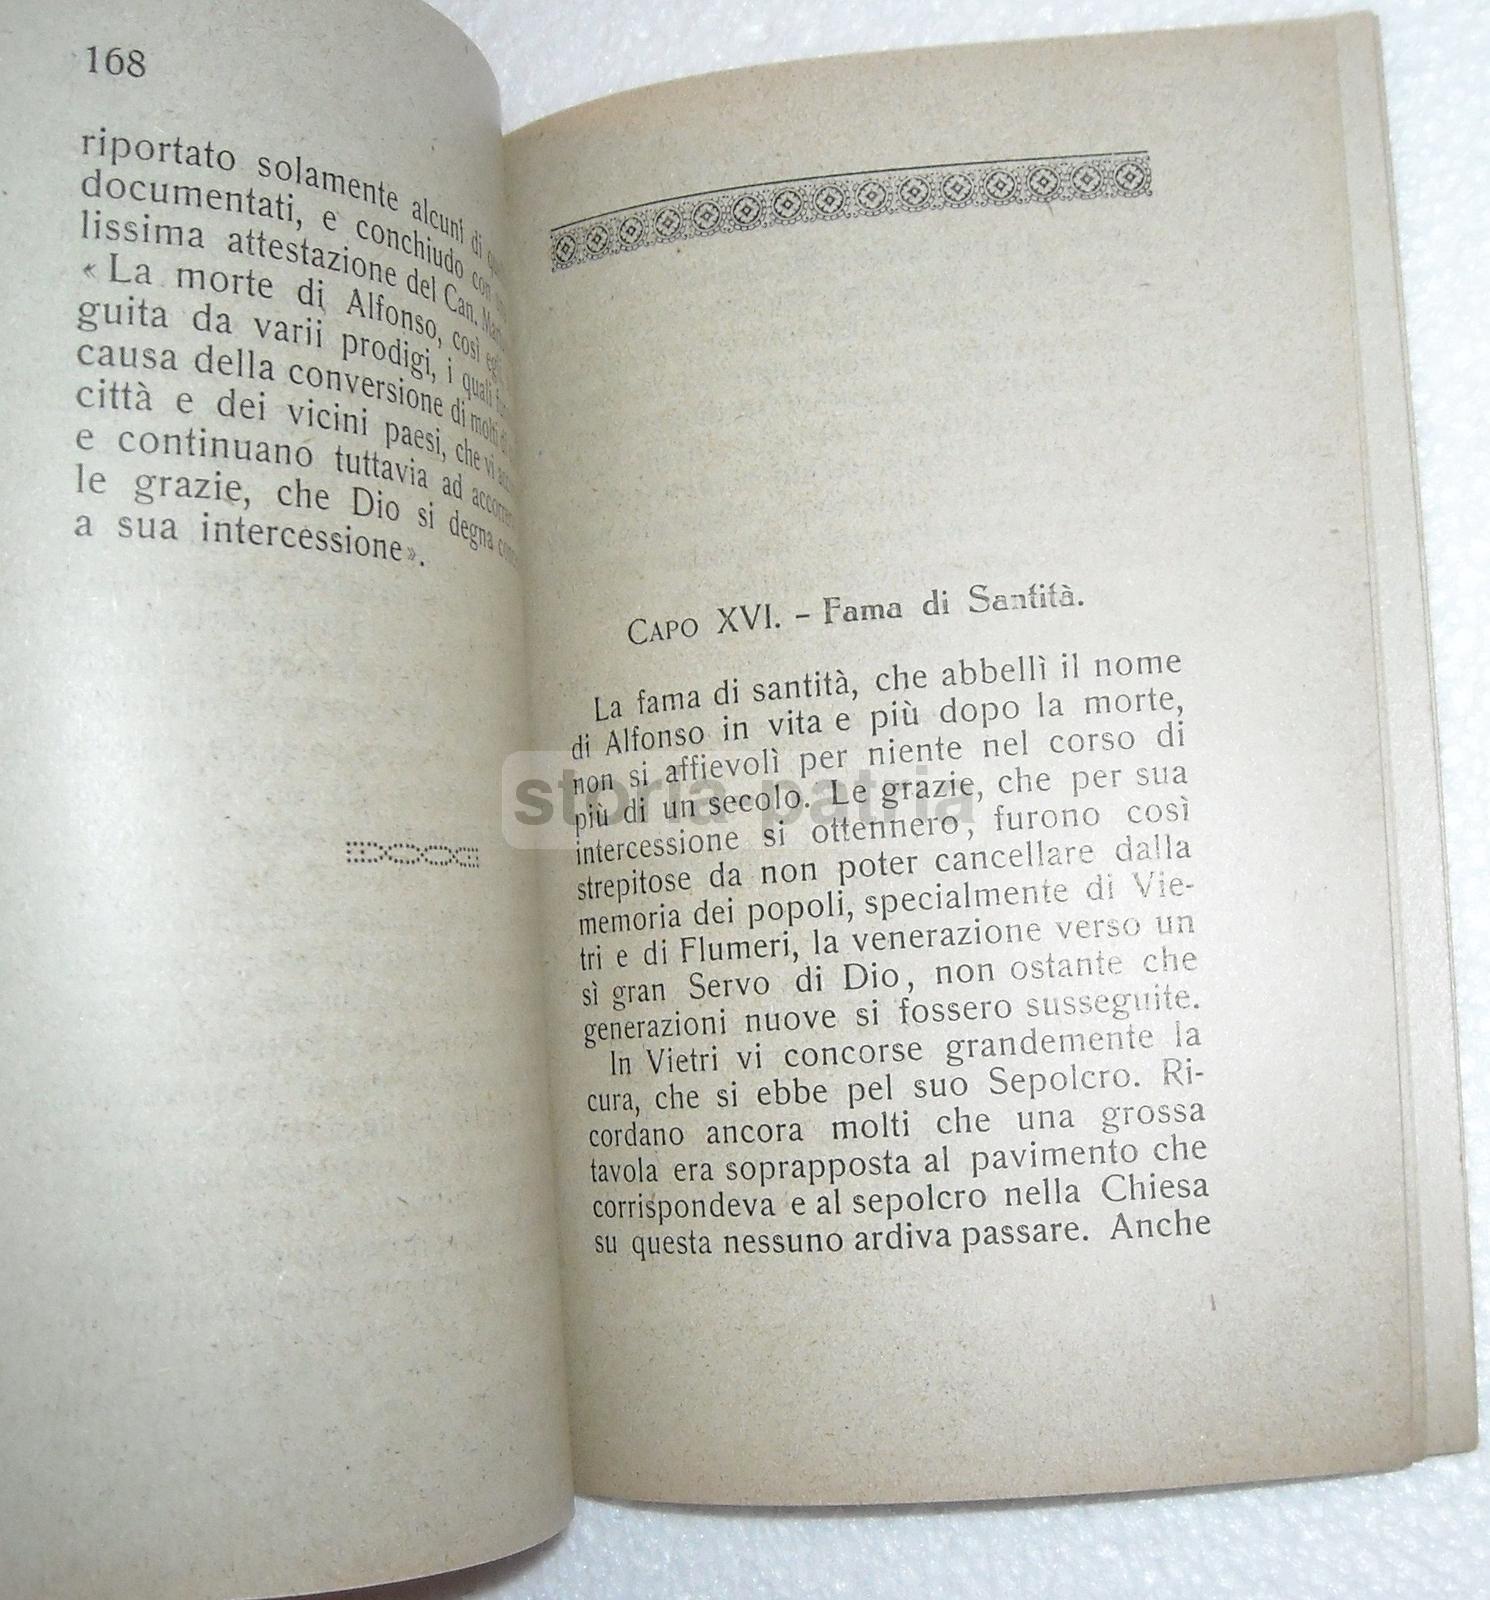 168
riportato solamente alcuni di
documentati, e conchiudo con
lissima attestazione del Can.
« La morte di Alfonso, così
guita da varii prodigi, i quali
causa della conversione di molti
città e dei vicini paesi, che vi
e continuano tuttavia ad
le grazie, che Dio si degna
a sua intercessione».
CAPO XVI. – Fama di Santità.
La fama di santità, che abbellì il nome
di Alfonso in vita e più dopo la morte,
non si affievolì per niente nel corso di
più di un secolo. Le grazie, che per sua
intercessione si ottennero, furono così
strepitose da non poter cancellare dalla
memoria dei popoli, specialmente di Vie-
tri e di Flumeri, la venerazione verso un
sì gran Servo di Dio, non ostante che
generazioni nuove si fossero susseguite.
In Vietri vi concorse grandemente la
cura, che si ebbe pel suo Sepolcro. Ri-
cordano ancora molti che una grossa
tavola era soprapposta al pavimento che
corrispondeva e al sepolcro nella Chiesa
su questa nessuno ardiva passare. Anche
storia patria